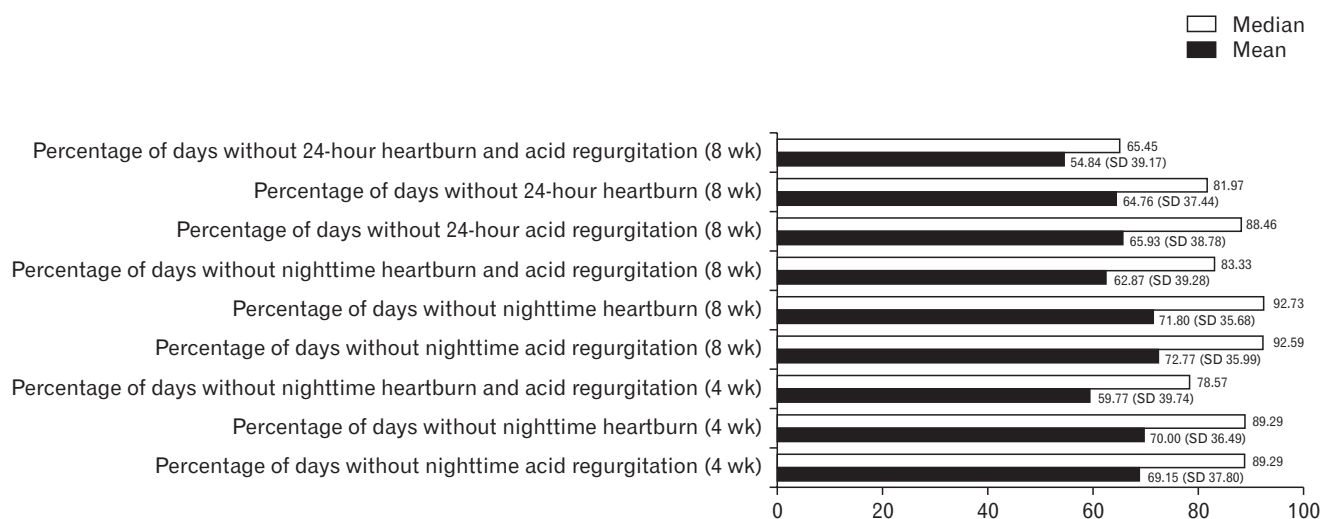 Median
Mean
Percentage of days without 24-hour heartburn and acid regurgitation (8 wk)
65.45
54.84 (SD 39.17)
Percentage of days without 24-hour heartburn (8 wk)
81.97
64.76 (SD 37.44)
Percentage of days without 24-hour acid regurgitation (8 wk)
88.46
65.93 (SD 38.78)
Percentage of days without nighttime heartburn and acid regurgitation (8 wk)
83.33
62.87 (SD 39.28)
Percentage of days without nighttime heartburn (8 wk)
92.73
71.80 (SD 35.68)
Percentage of days without nighttime acid regurgitation (8 wk)
92.59
72.77 (SD 35.99)
Percentage of days without nighttime heartburn and acid regurgitation (4 wk)
78.57
59.77 (SD 39.74)
Percentage of days without nighttime heartburn (4 wk)
89.29
70.00 (SD 36.49)
Percentage of days without nighttime acid regurgitation (4 wk)
89.29
69.15 (SD 37.80)
0 20 40 60 80 100